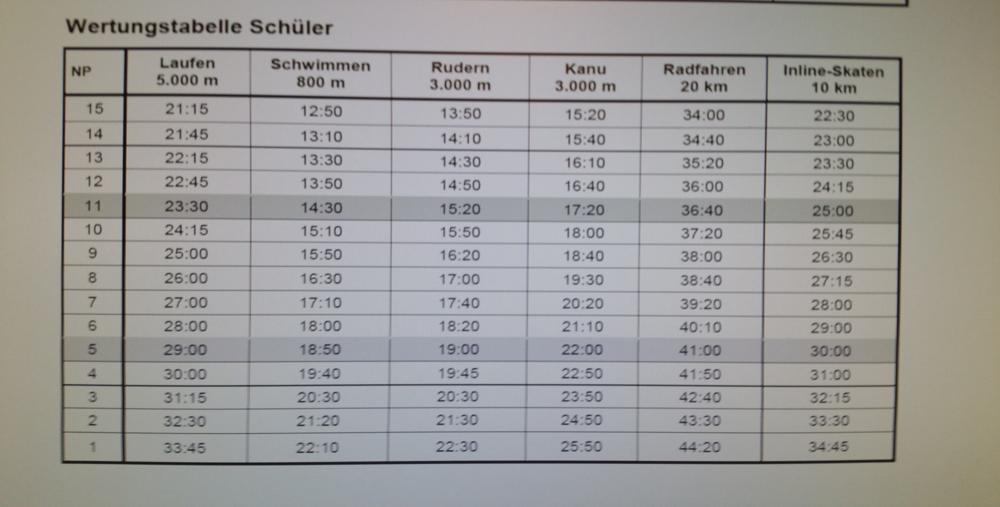 Wertungstabelle Schüler
NP Laufen 5.000 m Schwimmen 800 m Rudern 3.000 m Kanu 3.000 m Radfahren 20 km Inline-Skaten 10 km
15 21:15 12:50 13:50 15:20 34:00 22:30
14 21:45 13:10 14:10 15:40 34:40 23:00
13 22:15 13:30 14:30 16:10 35:20 23:30
12 22:45 13:50 14:50 16:40 36:00 24:15
11 23:30 14:30 15:20 17:20 36:40 25:00
10 24:15 15:10 15:50 18:00 37:20 25:45
9 25:00 15:50 16:20 18:40 38:00 26:30
8 26:00 16:30 17:00 19:30 38:40 27:15
7 27:00 17:10 17:40 20:20 39:20 28:00
6 28:00 18:00 18:20 21:10 40:10 29:00
5 29:00 18:50 19:00 22:00 41:00 30:00
4 30:00 19:40 19:45 22:50 41:50 31:00
3 31:15 20:30 20:30 23:50 42:40 32:15
2 32:30 21:20 21:30 24:50 43:30 33:30
1 33:45 22:10 22:30 25:50 44:20 34:45